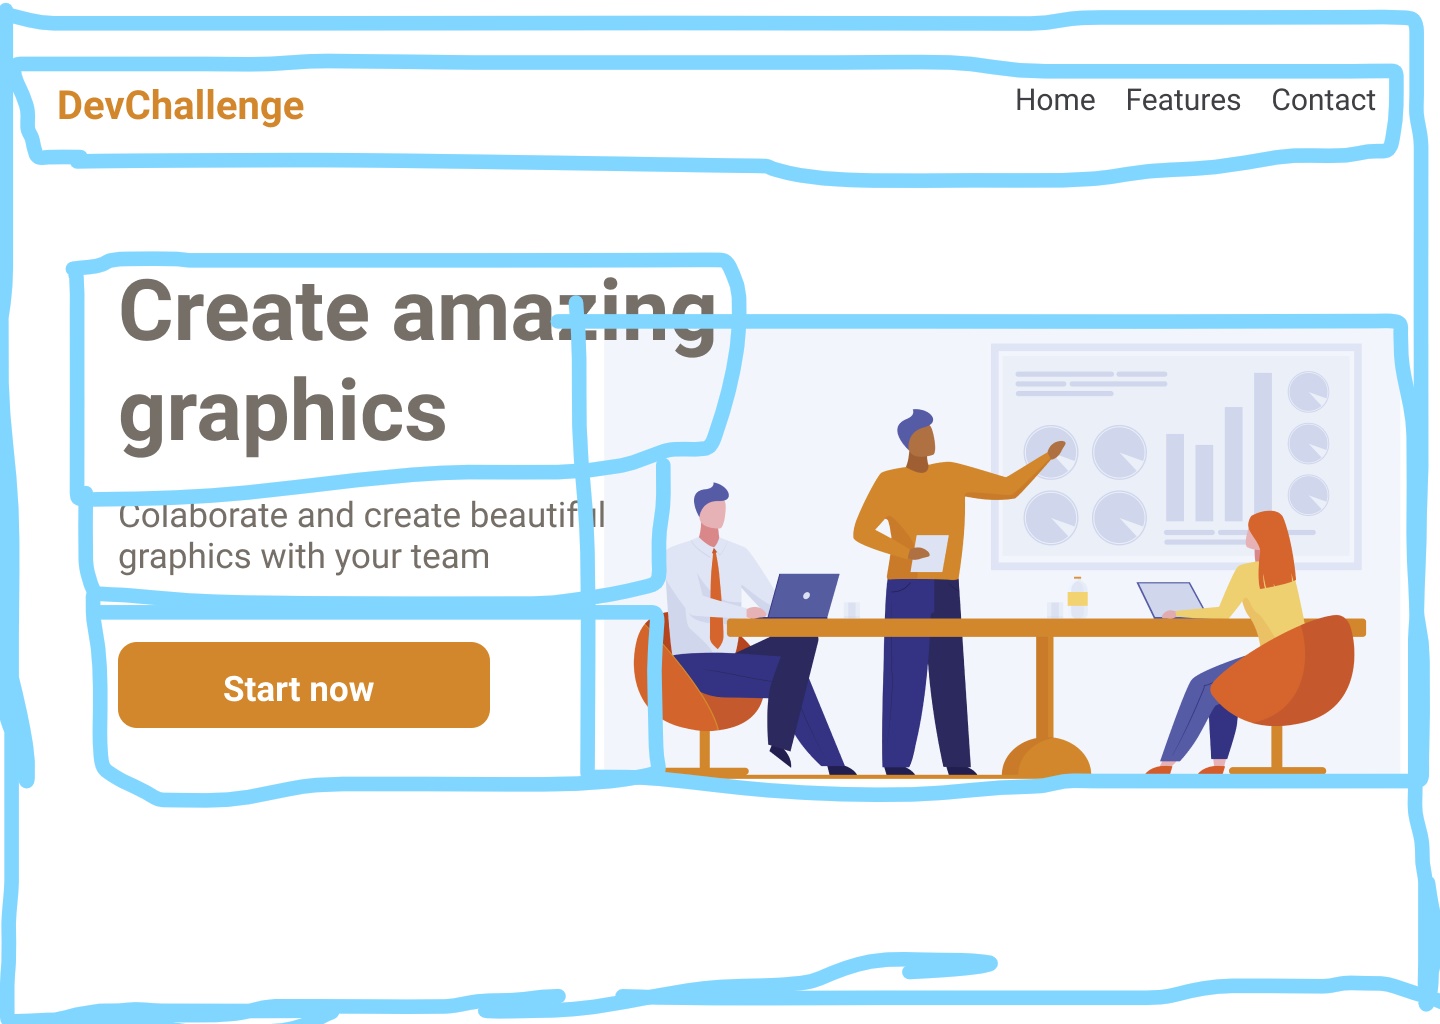 DevChallenge
Home Features Contact
Create amazing
graphics
Colaborate and create beautiful
graphics with your team
Start now